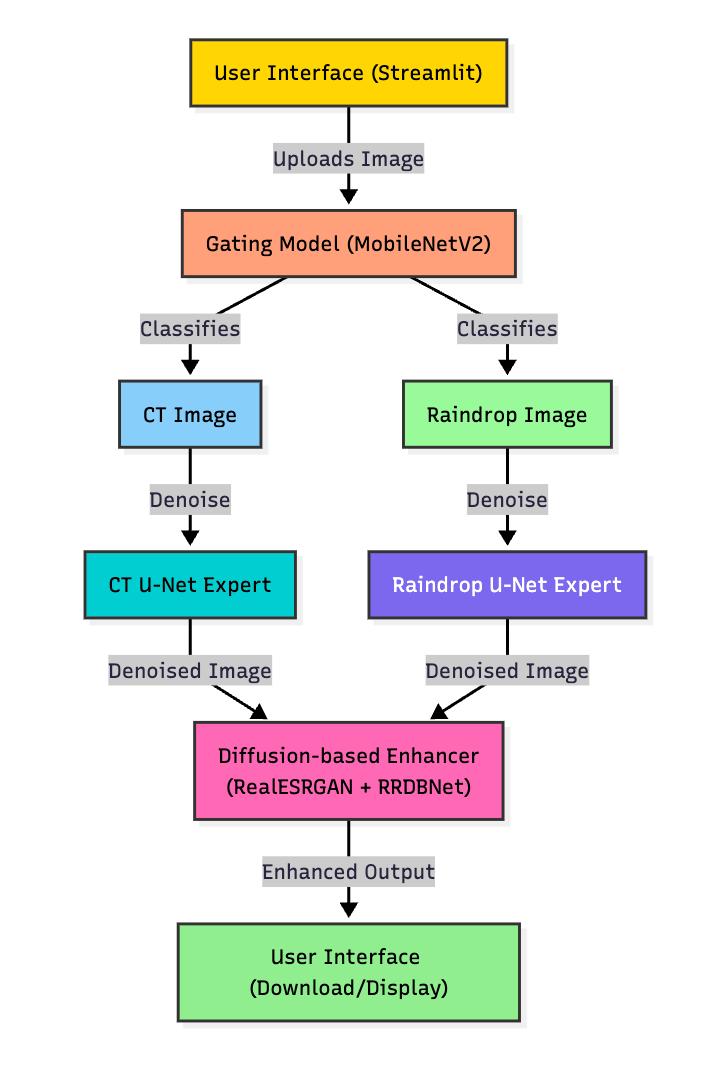 User Interface (Streamlit)
Uploads Image
Gating Model (MobileNetV2)
Classifies
Classifies
CT Image
Raindrop Image
Denoise
Denoise
CT U-Net Expert
Raindrop U-Net Expert
Denoised Image
Denoised Image
Diffusion-based Enhancer
(RealESRGAN + RRDBNet)
Enhanced Output
User Interface
(Download/Display)